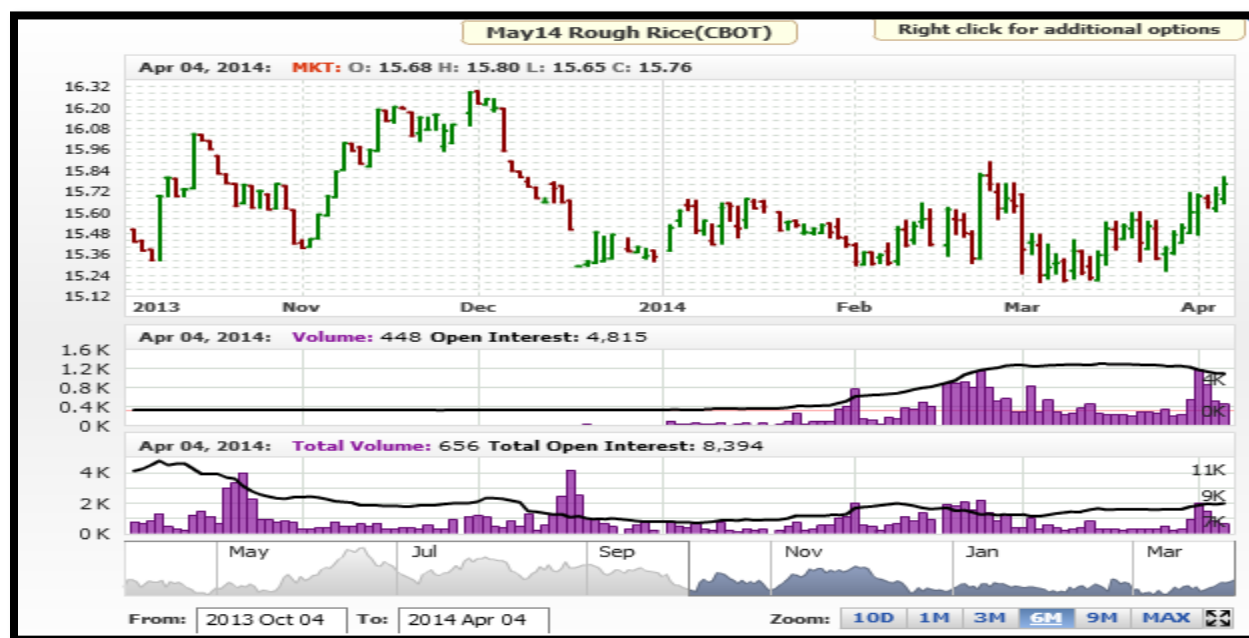 May14 Rough Rice(CBOT)
Right click for additional options
Apr 04, 2014: MKT: O: 15.68 H: 15.80 L: 15.65 C: 15.76
16.32
16.20
16.08
15.96
15.84
15.72
15.60
15.48
15.36
15.24
15.12
2013 Nov Dec 2014 Feb Mar Apr
Apr 04, 2014: Volume: 448 Open Interest: 4,815
1.6 K
1.2 K
0.8 K
0.4 K
0 K
4K
0K
Apr 04, 2014: Total Volume: 656 Total Open Interest: 8,394
4 K
2 K
0 K
11K
9K
7K
May Jul Sep Nov Jan Mar
From: 2013 Oct 04 To: 2014 Apr 04 Zoom: 10D 1M 3M 6M 9M MAX